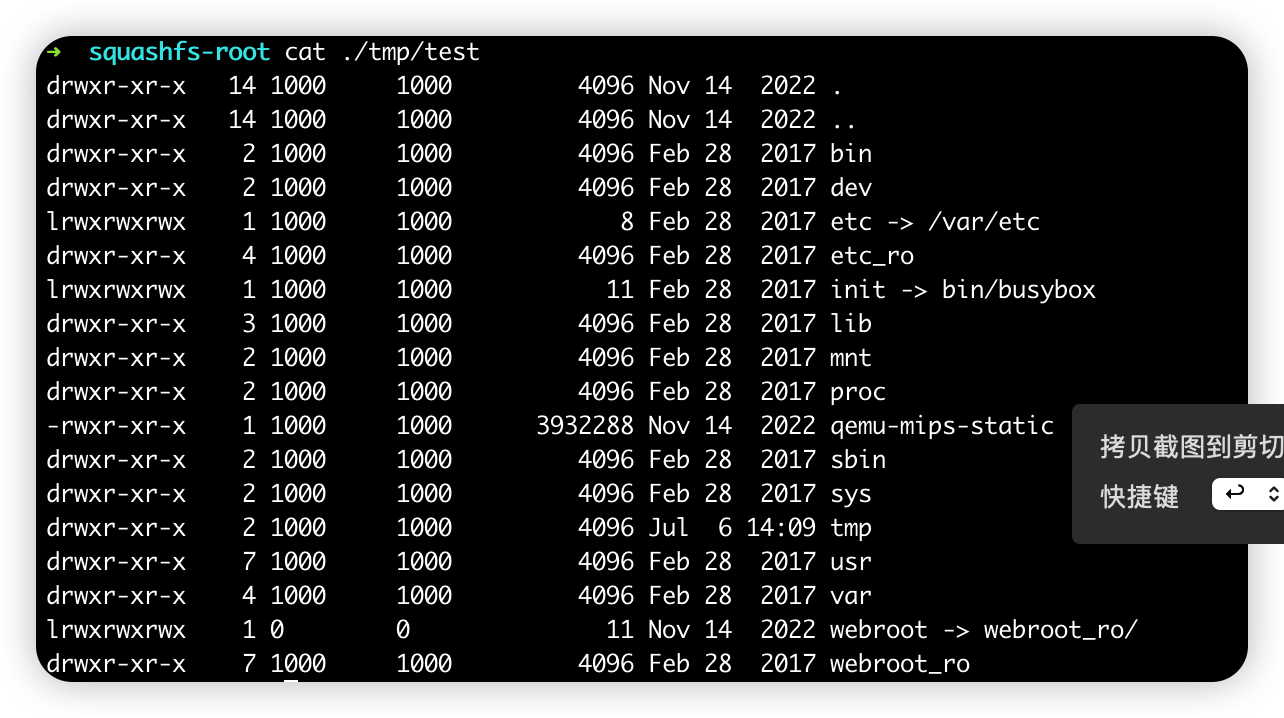 ➜  squashfs-root cat ./tmp/test
drwxr-xr-x   14 1000     1000         4096 Nov 14  2022 .
drwxr-xr-x   14 1000     1000         4096 Nov 14  2022 ..
drwxr-xr-x    2 1000     1000         4096 Feb 28  2017 bin
drwxr-xr-x    2 1000     1000         4096 Feb 28  2017 dev
lrwxrwxrwx    1 1000     1000            8 Feb 28  2017 etc -> /var/etc
drwxr-xr-x    4 1000     1000         4096 Feb 28  2017 etc_ro
lrwxrwxrwx    1 1000     1000           11 Feb 28  2017 init -> bin/busybox
drwxr-xr-x    3 1000     1000         4096 Feb 28  2017 lib
drwxr-xr-x    2 1000     1000         4096 Feb 28  2017 mnt
drwxr-xr-x    2 1000     1000         4096 Feb 28  2017 proc
-rwxr-xr-x    1 1000     1000      3932288 Nov 14  2022 qemu-mips-static
drwxr-xr-x    2 1000     1000         4096 Feb 28  2017 sbin
drwxr-xr-x    2 1000     1000         4096 Feb 28  2017 sys
drwxr-xr-x    2 1000     1000         4096 Jul  6 14:09 tmp
drwxr-xr-x    7 1000     1000         4096 Feb 28  2017 usr
drwxr-xr-x    4 1000     1000         4096 Feb 28  2017 var
lrwxrwxrwx    1 0        0              11 Nov 14  2022 webroot -> webroot_ro/
drwxr-xr-x    7 1000     1000         4096 Feb 28  2017 webroot_ro
拷贝截图到剪切
快捷键